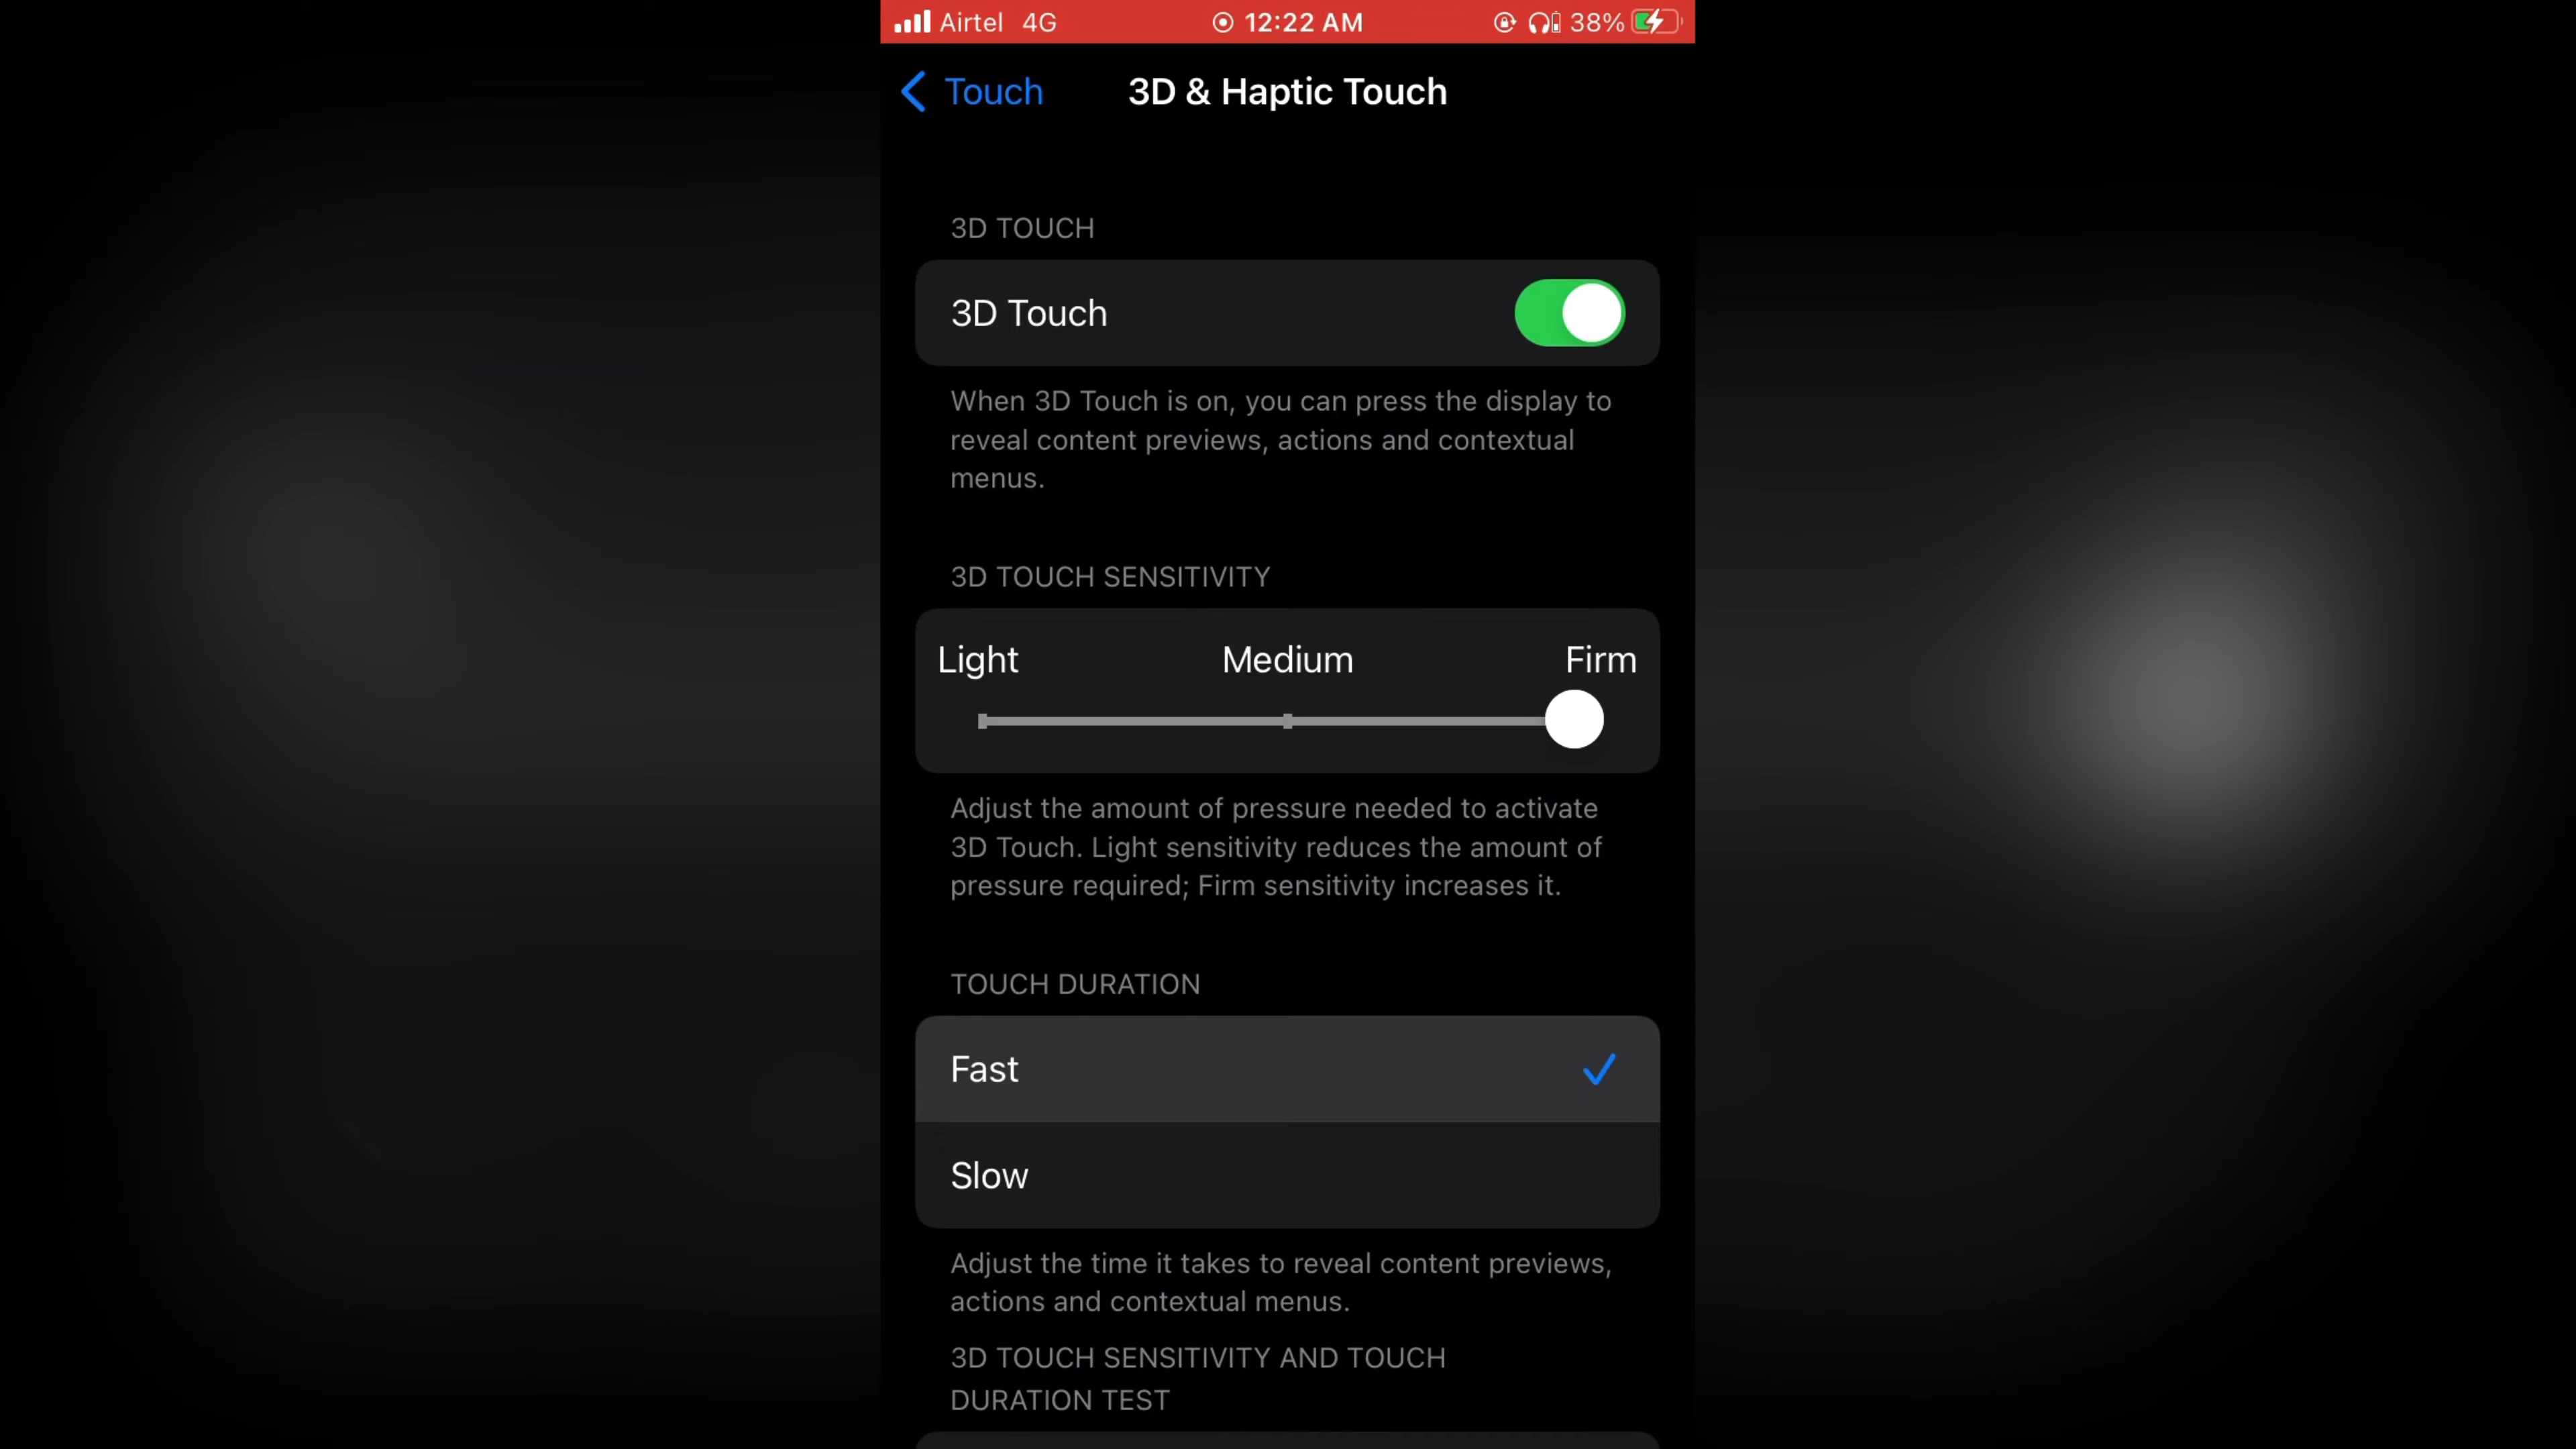 Airtel 4G 12:22 AM 38%
Touch 3D & Haptic Touch
3D TOUCH
3D Touch
When 3D Touch is on, you can press the display to
reveal content previews, actions and contextual
menus.
3D TOUCH SENSITIVITY
Light Medium Firm
Adjust the amount of pressure needed to activate
3D Touch. Light sensitivity reduces the amount of
pressure required; Firm sensitivity increases it.
TOUCH DURATION
Fast
Slow
Adjust the time it takes to reveal content previews,
actions and contextual menus.
3D TOUCH SENSITIVITY AND TOUCH
DURATION TEST